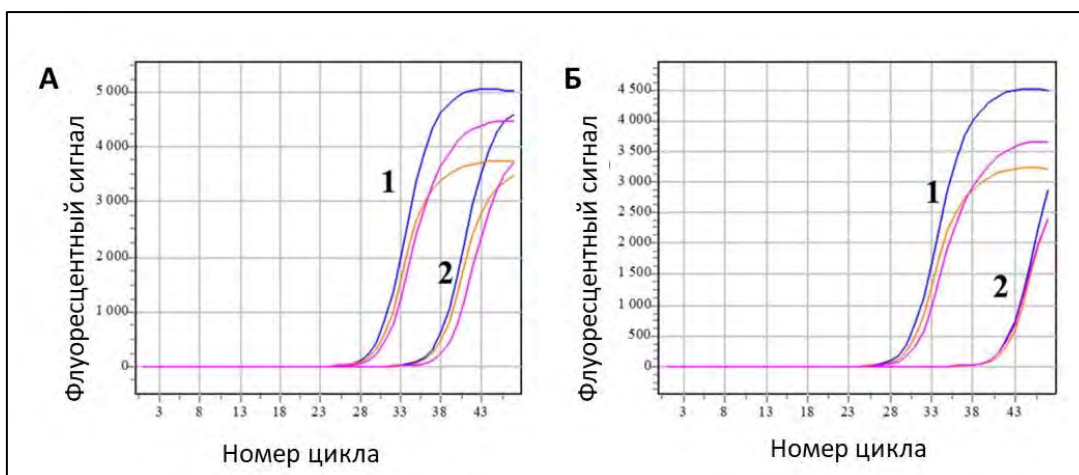 А
Флуоресцентный сигнал
5 000
4 000
3 000
2 000
1 000
0
1
2
3 8 13 18 23 28 33 38 43
Номер цикла
Б
Флуоресцентный сигнал
4 500
4 000
3 500
3 000
2 500
2 000
1 500
1 000
500
0
1
2
3 8 13 18 23 28 33 38 43
Номер цикла